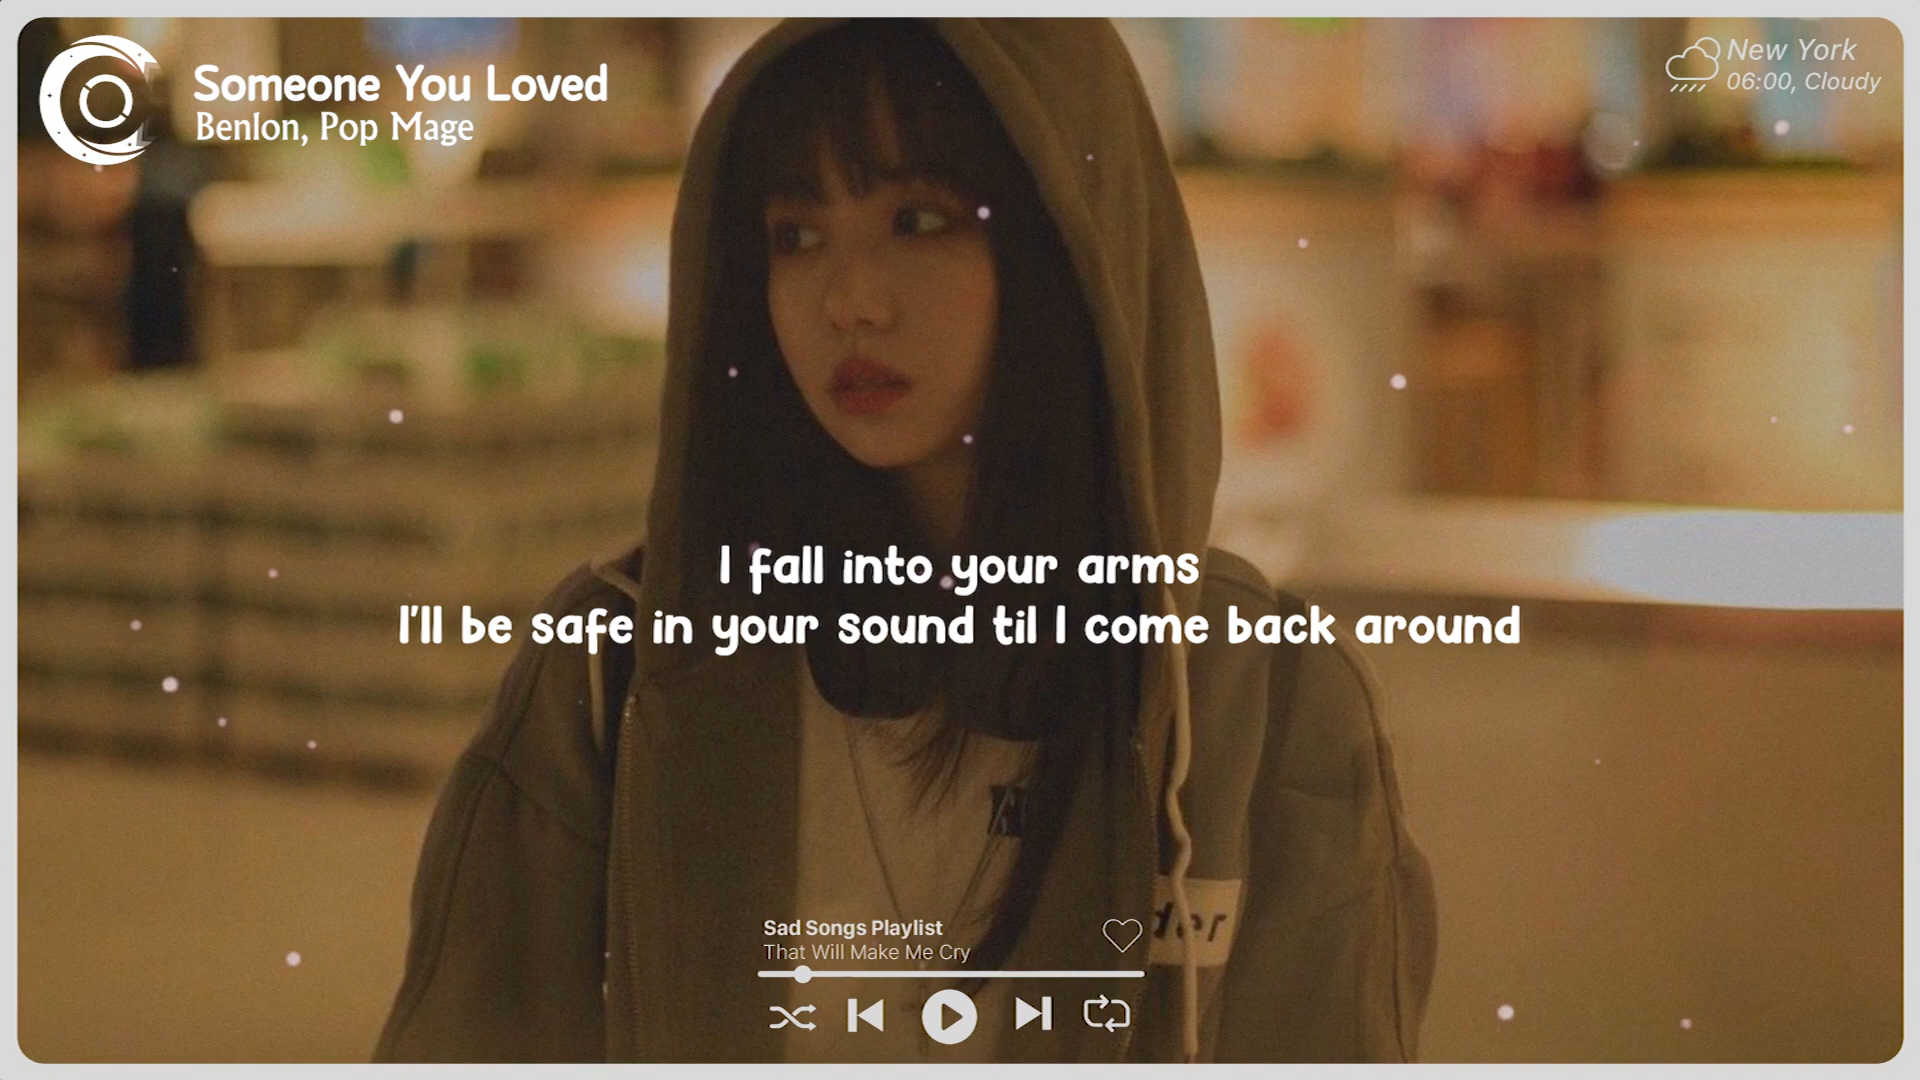 Someone You Loved
Benlon, Pop Mage
New York
06:00, Cloudy
I fall into your arms
I'll be safe in your sound til I come back around
der
Sad Songs Playlist
That Will Make Me Cry